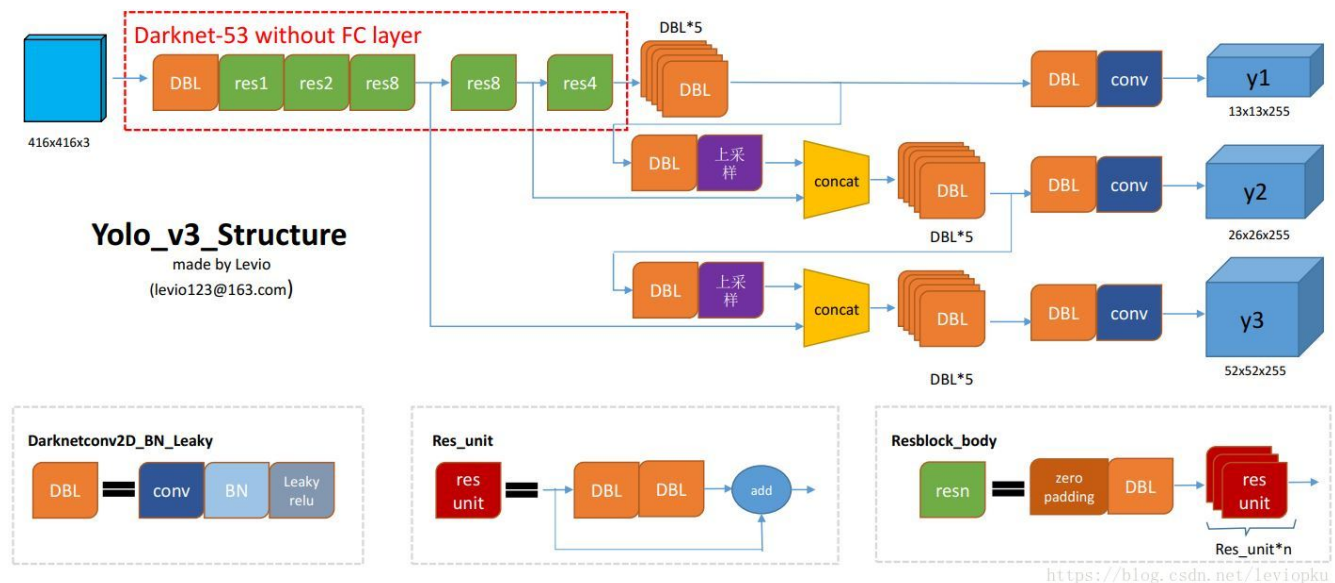 Darknet-53 without FC layer
DBL*5
DBL
res1
res2
res8
res8
res4
DBL
DBL
conv
y1
13x13x255
416x416x3
DBL
上采
样
concat
DBL
DBL*5
DBL
conv
y2
26x26x255
Yolo_v3_Structure
made by Levio
(levio123@163.com)
DBL
上采
样
concat
DBL
DBL*5
DBL
conv
y3
52x52x255
Darknetconv2D_BN_Leaky
DBL
conv
BN
Leaky
relu
Res_unit
res
unit
DBL
DBL
add
Resblock_body
resn
zero
padding
DBL
res
unit
Res_unit*n
https://blog.csdn.net/leviopku